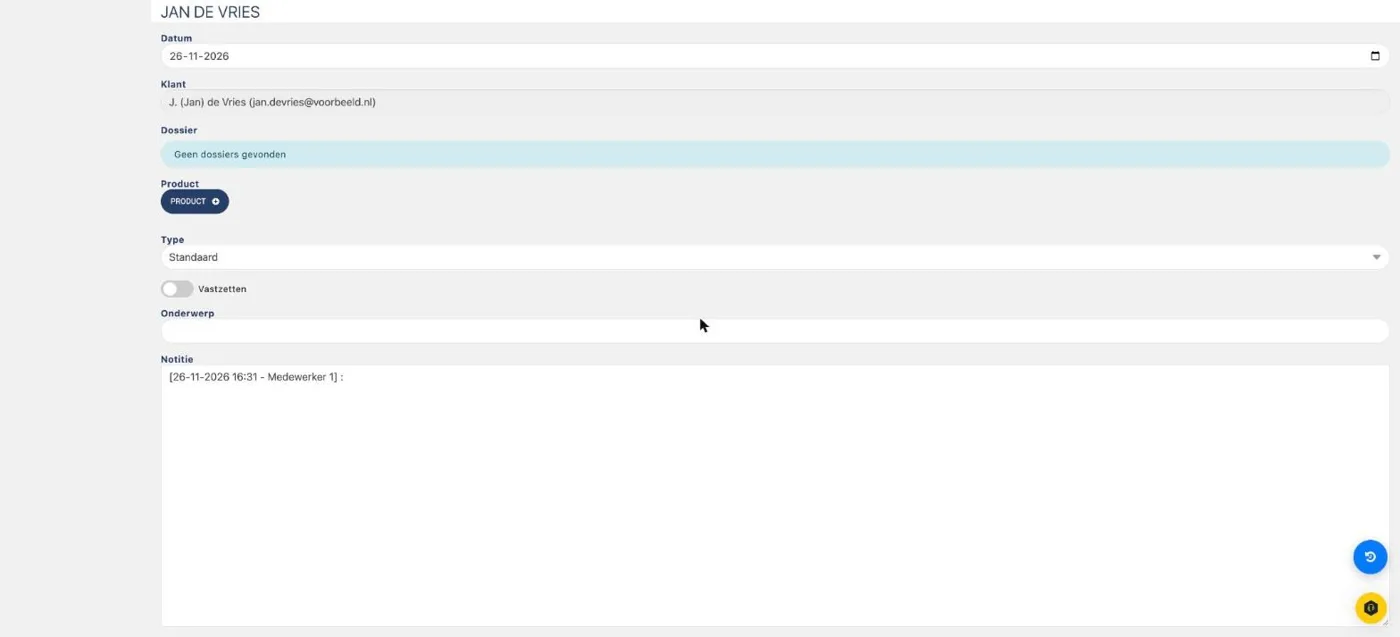 JAN DE VRIES
Datum
26-11-2026
Klant
J. (Jan) de Vries (jan.devries@voorbeeld.nl)
Dossier
Geen dossiers gevonden
Product
PRODUCT
Type
Standaard
Vastzetten
Onderwerp
Notitie
[26-11-2026 16:31 - Medewerker 1] :